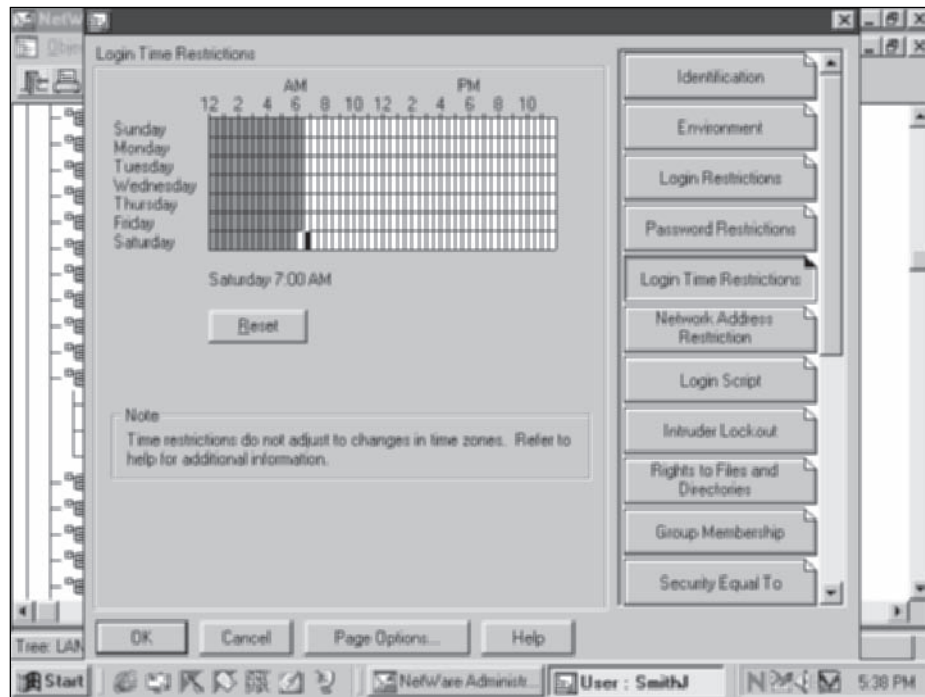 NetW
Obje
Login Time Restrictions
AM PM
12 2 4 6 8 10 12 2 4 6 8 10
Sunday
Monday
Tuesday
Wednesday
Thursday
Friday
Saturday
Saturday 7:00 AM
Reset
Note
Time restrictions do not adjust to changes in time zones. Refer to
help for additional information.
Identification
Environment
Login Restrictions
Password Restrictions
Login Time Restrictions
Network Address
Restriction
Login Script
Intruder Lockout
Rights to Files and
Directories
Group Membership
Security Equal To
OK Cancel Page Options... Help
Tree: LAN
Start NetWare Administr... User : SmithJ 5:38 PM